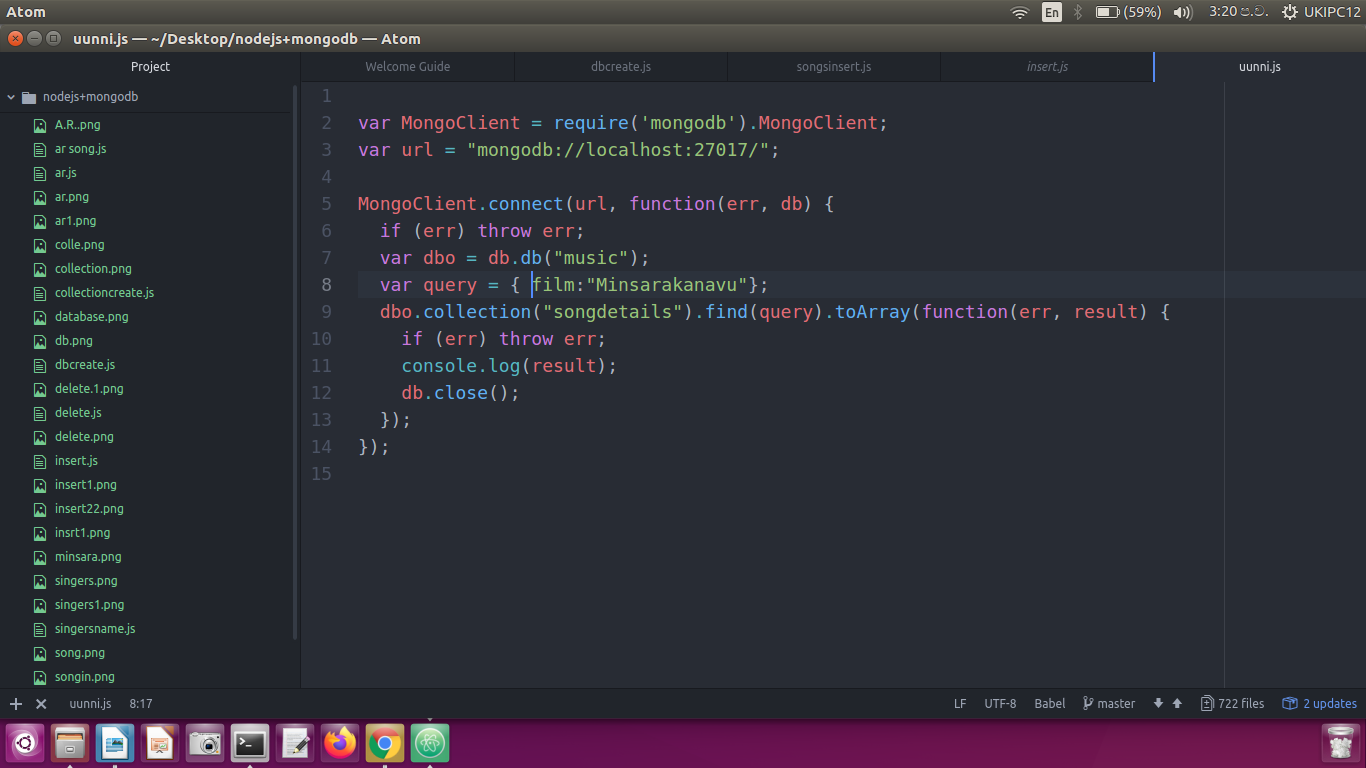 Atom
En
(59%)
3:20 ප.ව.
UKIPC12
uunni.js — ~/Desktop/nodejs+mongodb — Atom
Project
Welcome Guide
dbcreate.js
songsinsert.js
insert.js
uunni.js
nodejs+mongodb
A.R..png
ar song.js
ar.js
ar.png
ar1.png
colle.png
collection.png
collectioncreate.js
database.png
db.png
dbcreate.js
delete.1.png
delete.js
delete.png
insert.js
insert1.png
insert22.png
insrt1.png
minsara.png
singers.png
singers1.png
singersname.js
song.png
songin.png
1
2 var MongoClient = require('mongodb').MongoClient;
3 var url = "mongodb://localhost:27017/";
4
5 MongoClient.connect(url, function(err, db) {
6 if (err) throw err;
7 var dbo = db.db("music");
8 var query = { film:"Minsarakanavu"};
9 dbo.collection("songdetails").find(query).toArray(function(err, result) {
10 if (err) throw err;
11 console.log(result);
12 db.close();
13 });
14 });
15
uunni.js 8:17
LF UTF-8 Babel master 722 files 2 updates